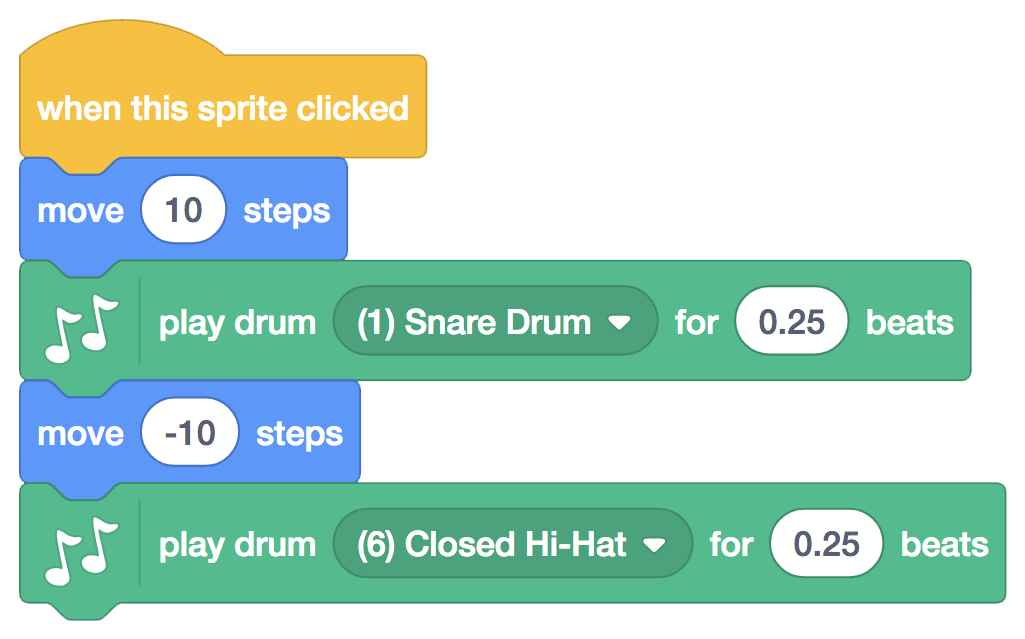 when this sprite clicked
move 10 steps
play drum (1) Snare Drum for 0.25 beats
move -10 steps
play drum (6) Closed Hi-Hat for 0.25 beats